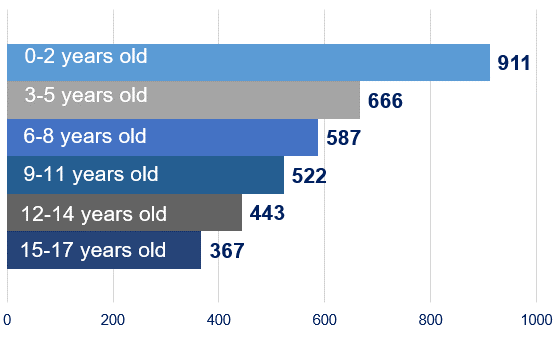 0-2 years old 911
3-5 years old 666
6-8 years old 587
9-11 years old 522
12-14 years old 443
15-17 years old 367
0 200 400 600 800 1000